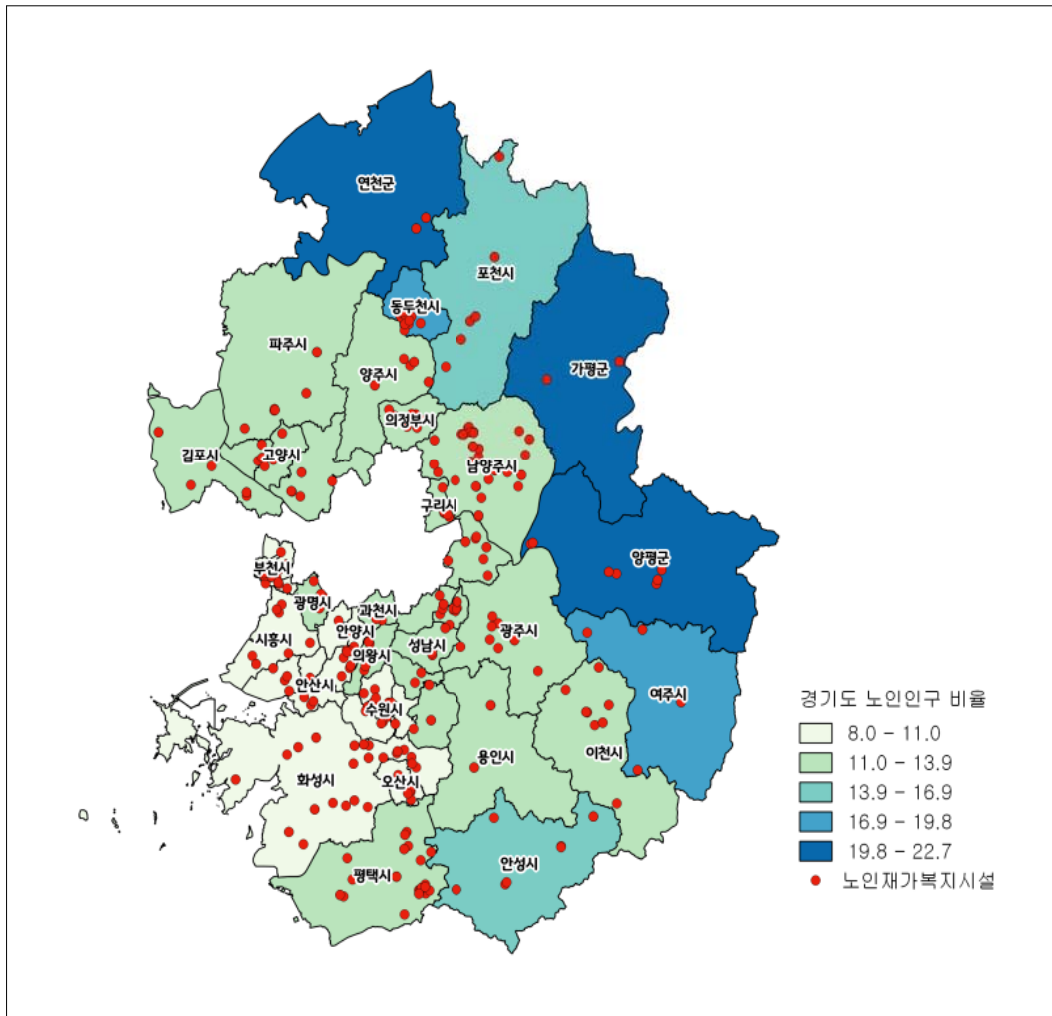 연천군
포천시
동두천시
파주시
가평군
양주시
의정부시
김포시
고양시
남양주시
구리시
양평군
부천시
광명시
과천시
안양시
시흥시
성남시
광주시
의왕시
안산시
수원시
여주시
이천시
용인시
화성시
오산시
안성시
평택시
경기도 노인인구 비율
8.0 - 11.0
11.0 - 13.9
13.9 - 16.9
16.9 - 19.8
19.8 - 22.7
노인재가복지시설